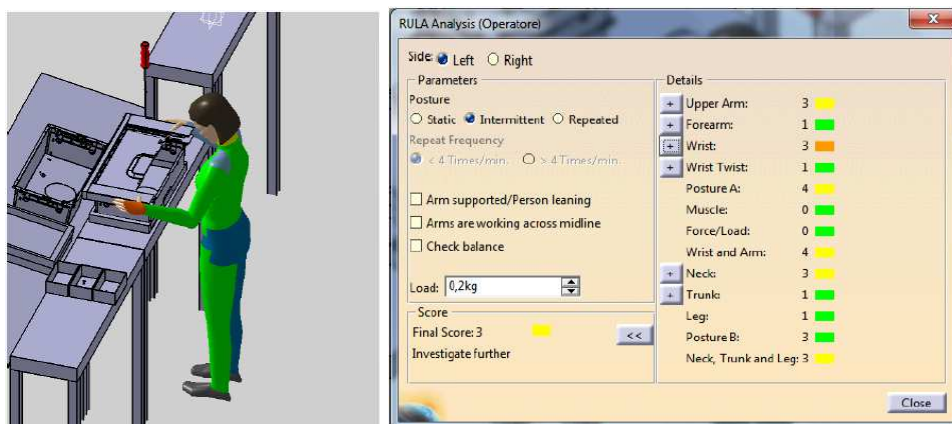 RULA Analysis (Operatore)
X
Side: Left Right
Parameters
Posture
Static Intermittent Repeated
Repeat Frequency
< 4 Times/min. > 4 Times/min.
Arm supported/Person leaning
Arms are working across midline
Check balance
Load: 0,2kg
Score
Final Score: 3
<<
Investigate further
Details
+ Upper Arm: 3
+ Forearm: 1
+ Wrist: 3
+ Wrist Twist: 1
Posture A: 4
Muscle: 0
Force/Load: 0
Wrist and Arm: 4
+ Neck: 3
+ Trunk: 1
Leg: 1
Posture B: 3
Neck, Trunk and Leg: 3
Close